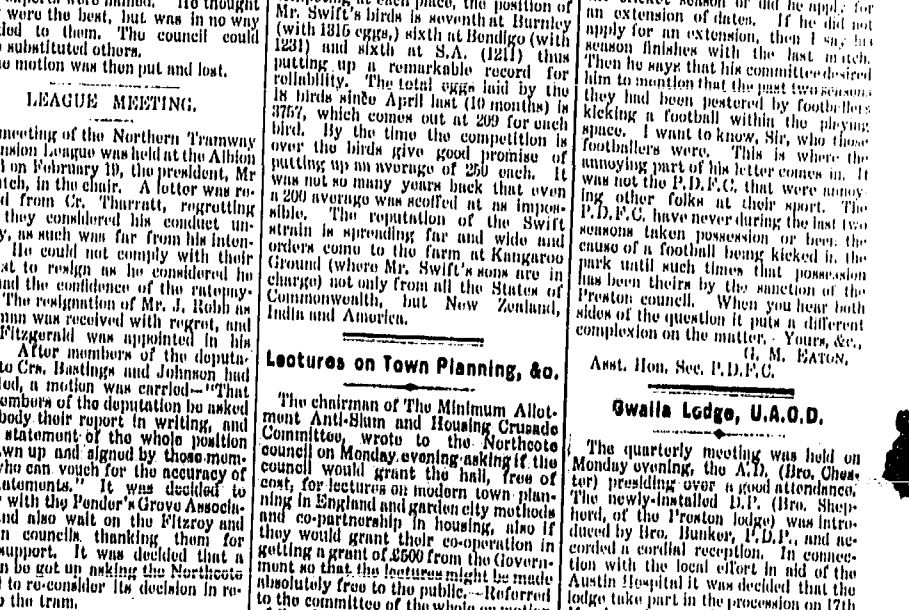 were the best, but was in no way
to them. The council could
substituted others.
motion was then put and lost.
LEAGUE MEETING.
meeting of the Northern Tramway
League was held at the Albion
on February 19, the president, Mr
in the chair. A letter was re-
from Cr. Tharratt, regretting
they considered his conduct un-
as such was far from his inten-
He could not comply with their
to resign as he considered he
the confidence of the ratepay-
The resignation of Mr. J. Robb as
was received with regret, and
Fitzgerald was appointed in his
After members of the deputa-
to Crs. Hastings and Johnson had
a motion was carried—"That
members of the deputation be asked
body their report in writing, and
statement of the whole position
up and signed by those mem-
who can vouch for the accuracy of
statements." It was decided to
with the Pender's Grove Associa-
and also wait on the Fitzroy and
councils, thanking them for
support. It was decided that a
be got up asking the Northcote
to re-consider its decision in re-
the tram.
at each place, the position of
Mr. Swift's birds is seventh at Burnley
(with 1315 eggs,) sixth at Bendigo (with
1231) and sixth at S.A. (1211) thus
putting up a remarkable record for
reliability. The total eggs laid by the
18 birds since April last (10 months) is
3757, which comes out at 209 for each
bird. By the time the competition is
over the birds give good promise of
putting up an average of 250 each. It
was not so many years back that even
a 200 average was scoffed at as impos-
sible. The reputation of the Swift
strain is spreading far and wide and
orders come to the farm at Kangaroo
Ground (where Mr. Swift's sons are in
charge) not only from all the States of
Commonwealth, but New Zealand,
India and America.
Lectures on Town Planning, &c.
The chairman of The Minimum Allot-
ment Anti-Slum and Housing Crusade
Committee, wrote to the Northcote
council on Monday evening asking if the
council would grant the hall, free of
cost, for lectures on modern town plan-
ning in England and garden city methods
and co-partnership in housing, also if
they would grant their co-operation in
getting a grant of £500 from the Govern-
ment so that the lectures might be made
absolutely free to the public.—Referred
to the committee of the whole on motion
season or did he apply for
an extension of dates. If he did not
apply for an extension, then I say his
season finishes with the last match.
Then he says that his committee desired
him to mention that the past two seasons
they had been pestered by footballers
kicking a football within the playing
space. I want to know, Sir, who those
footballers were. This is where the
annoying part of his letter comes in. It
was not the P.D.F.C. that were annoy-
ing other folks at their sport. The
P.D.F.C. have never during the last two
seasons taken possession or been the
cause of a football being kicked in the
park until such times that possession
has been theirs by the sanction of the
Preston council. When you hear both
sides of the question it puts a different
complexion on the matter.—Yours, &c.,
G. M. EATON,
Asst. Hon. Sec. P.D.F.C.
Gwalia Lodge, U.A.O.D.
The quarterly meeting was held on
Monday evening, the A.D. (Bro. Ches-
ter) presiding over a good attendance.
The newly-installed D.P. (Bro. Shep-
herd, of the Preston lodge) was intro-
duced by Bro. Bunker, P.D.P., and ac-
corded a cordial reception. In connec-
tion with the local effort in aid of the
Austin Hospital it was decided that the
lodge take part in the procession on 17th